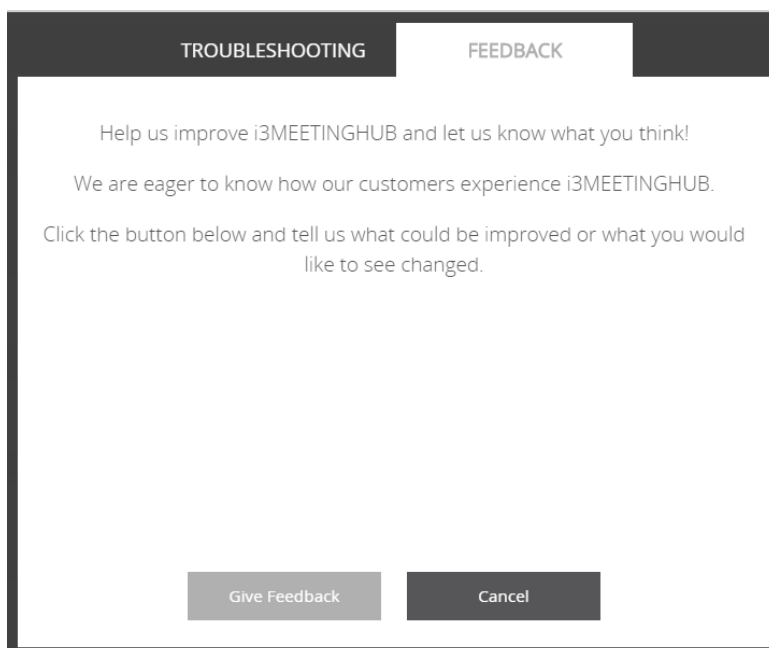 TROUBLESHOOTING
FEEDBACK
Help us improve i3MEETINGHUB and let us know what you think!
We are eager to know how our customers experience i3MEETINGHUB.
Click the button below and tell us what could be improved or what you would
like to see changed.
Give Feedback
Cancel